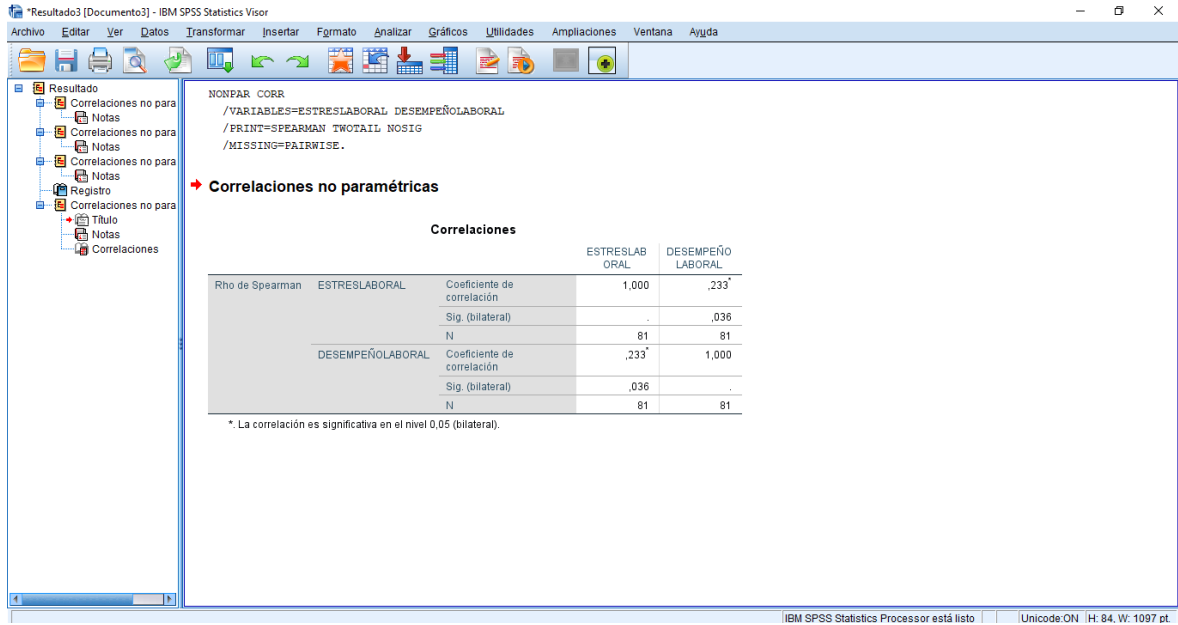 *Resultado3 [Documento3] - IBM SPSS Statistics Visor
Archivo Editar Ver Datos Transformar Insertar Formato Analizar Gráficos Utilidades Ampliaciones Ventana Ayuda
Resultado
Correlaciones no para
Notas
Correlaciones no para
Notas
Correlaciones no para
Notas
Registro
Correlaciones no para
Título
Notas
Correlaciones
NONPAR CORR
/VARIABLES=ESTRESLABORAL DESEMPEÑOLABORAL
/PRINT=SPEARMAN TWOTAIL NOSIG
/MISSING=PAIRWISE.
Correlaciones no paramétricas
Correlaciones
ESTRESLAB DESEMPEÑO
ORAL LABORAL
Rho de Spearman ESTRESLABORAL Coeficiente de 1,000 ,233*
correlación
Sig. (bilateral) . ,036
N 81 81
DESEMPEÑOLABORAL Coeficiente de ,233* 1,000
correlación
Sig. (bilateral) ,036 .
N 81 81
*. La correlación es significativa en el nivel 0,05 (bilateral).
IBM SPSS Statistics Processor está listo Unicode:ON H: 84, W: 1097 pt.